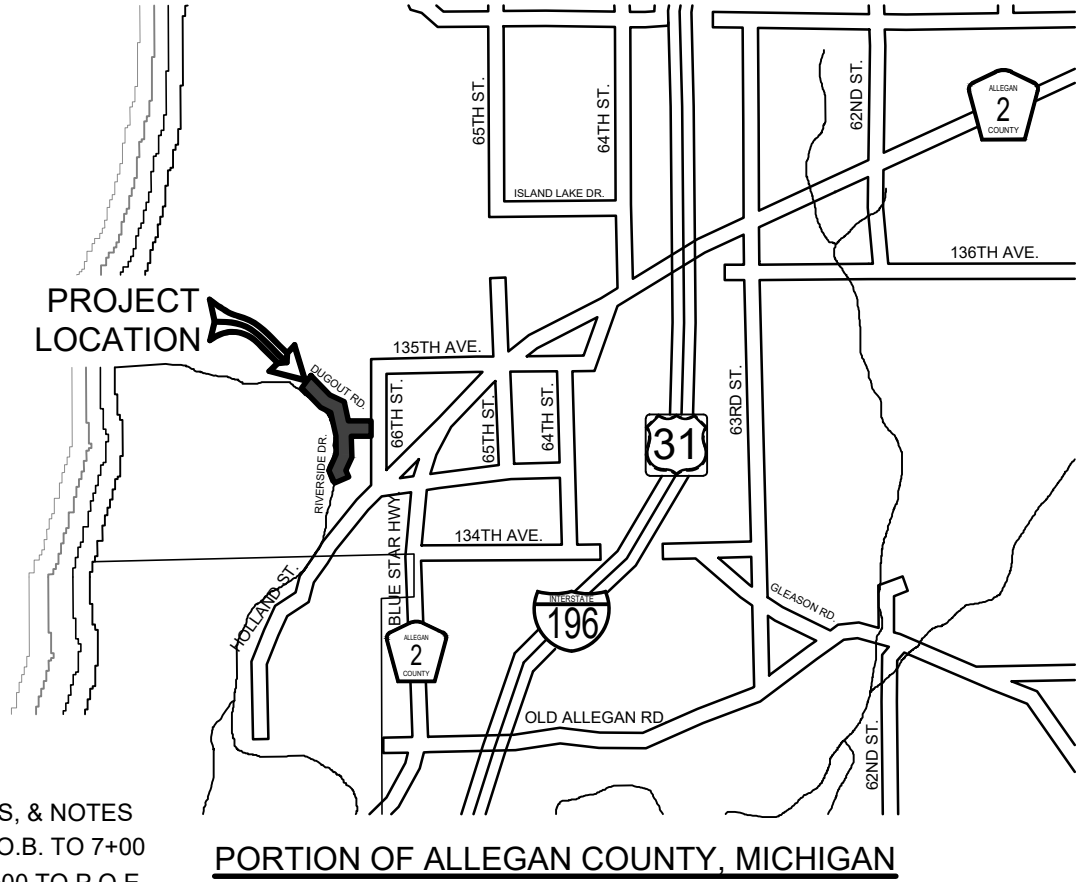 65TH ST.
64TH ST.
62ND ST.
ALLEGAN
2
COUNTY
ISLAND LAKE DR.
136TH AVE.
PROJECT
LOCATION
135TH AVE.
DUGOUT RD.
66TH ST.
65TH ST.
64TH ST.
63RD ST.
31
RIVERSIDE DR.
BLUE STAR HWY.
134TH AVE.
HOLLAND ST.
GLEASON RD.
INTERSTATE
196
ALLEGAN
2
COUNTY
OLD ALLEGAN RD
62ND ST.
S, & NOTES
O.B. TO 7+00
PORTION OF ALLEGAN COUNTY, MICHIGAN
00 TO P.O.E.